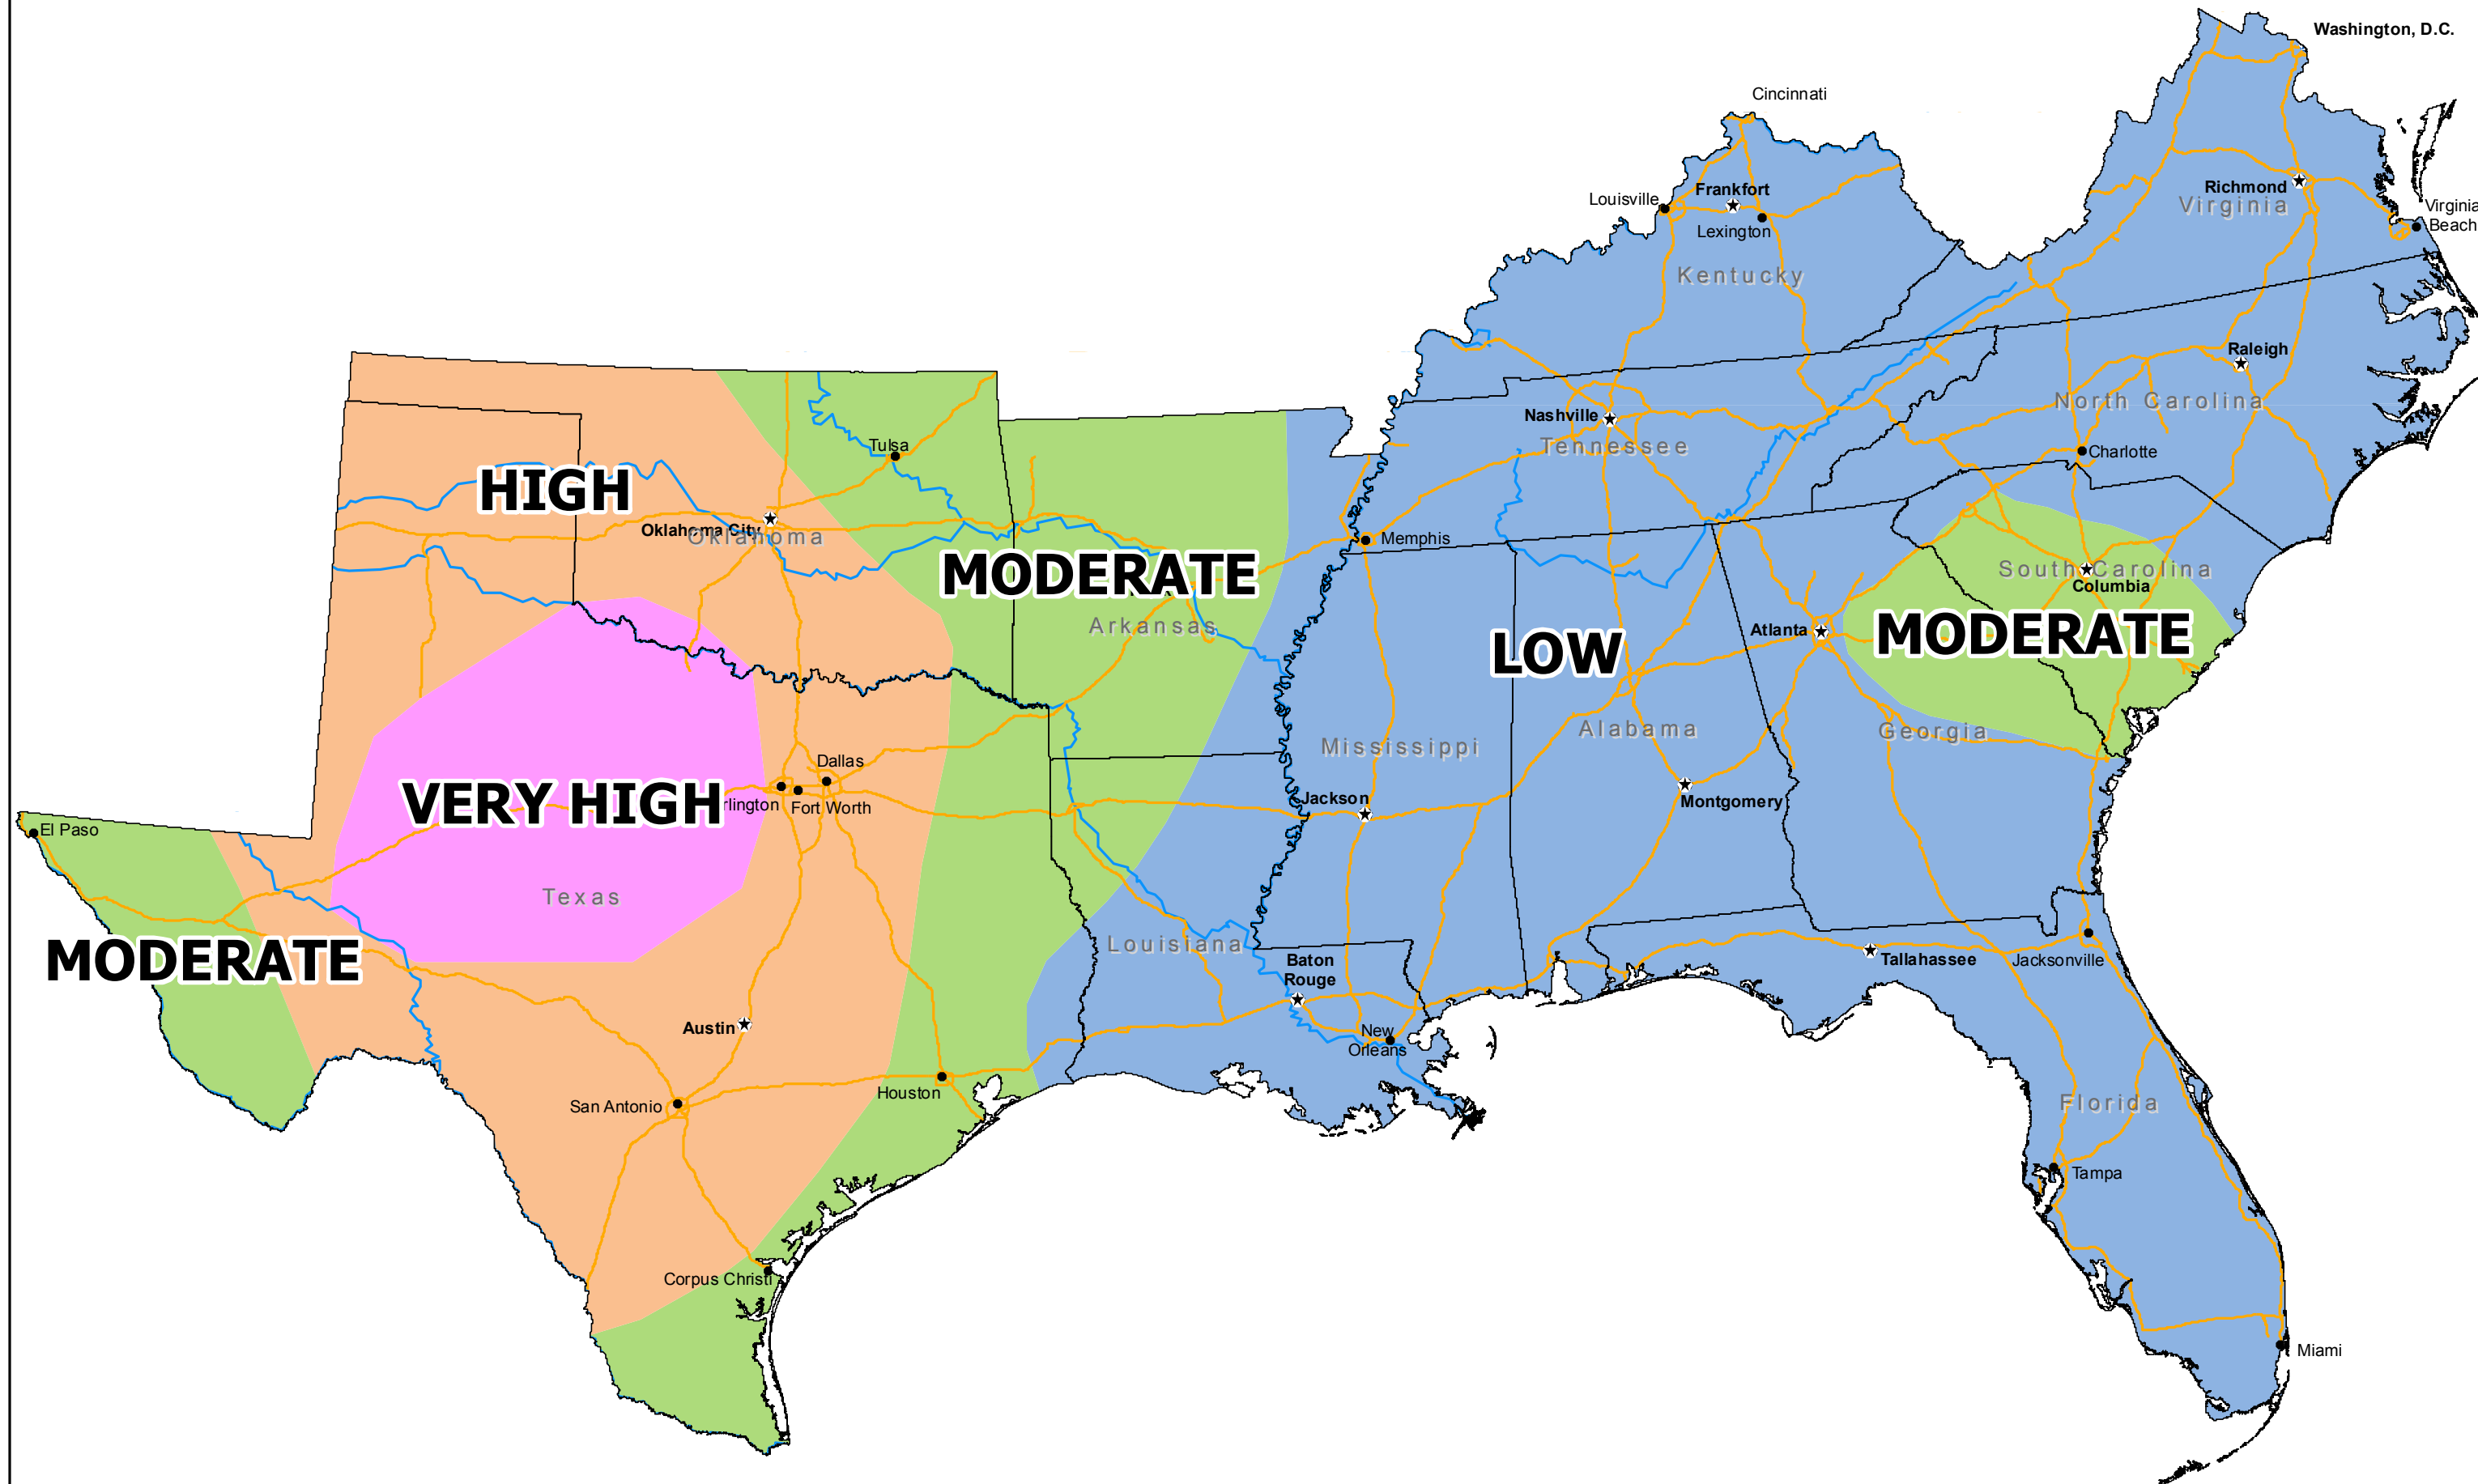 Washington, D.C.
Cincinnati
Louisville
Frankfort
Lexington
Kentucky
Richmond
Virginia
Virginia
Beach
Raleigh
North Carolina
Nashville
Tennessee
Charlotte
Tulsa
HIGH
Oklahoma City
Oklahoma
Memphis
MODERATE
Arkansas
South Carolina
Columbia
Atlanta
MODERATE
LOW
Mississippi
Alabama
Georgia
Dallas
VERY HIGH
rlington
Fort Worth
Jackson
Montgomery
El Paso
Texas
MODERATE
Louisiana
Baton
Rouge
Tallahassee
Jacksonville
Austin
New
Orleans
Houston
San Antonio
Florida
Tampa
Corpus Christi
Miami